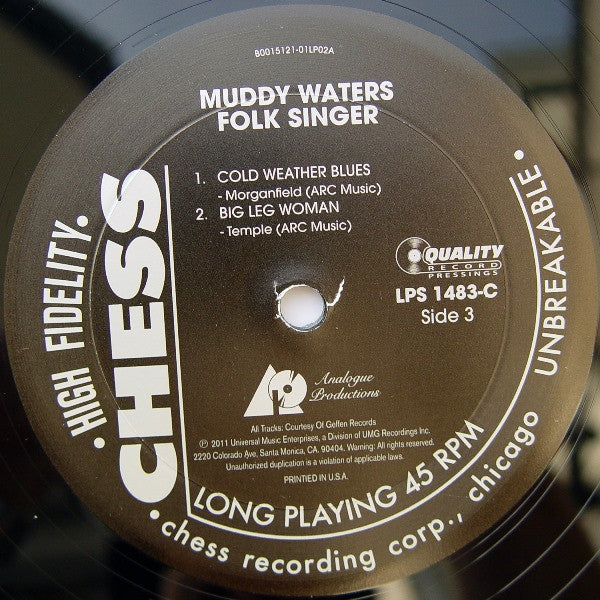 B0015121-01LP02A
MUDDY WATERS
FOLK SINGER
1. COLD WEATHER BLUES
- Morganfield (ARC Music)
2. BIG LEG WOMAN
- Temple (ARC Music)
QUALITY
RECORD
PRESSINGS
LPS 1483-C
Side 3
• HIGH FIDELITY •
CHESS
UNBREAKABLE •
Analogue
Productions
All Tracks: Courtesy Of Geffen Records
℗ 2011 Universal Music Enterprises, a Division of UMG Recordings Inc.
2220 Colorado Ave, Santa Monica, CA. 90404. Warning: All rights reserved.
Unauthorized duplication is a violation of applicable laws.
PRINTED IN U.S.A.
LONG PLAYING 45 RPM
• chess recording corp., chicago